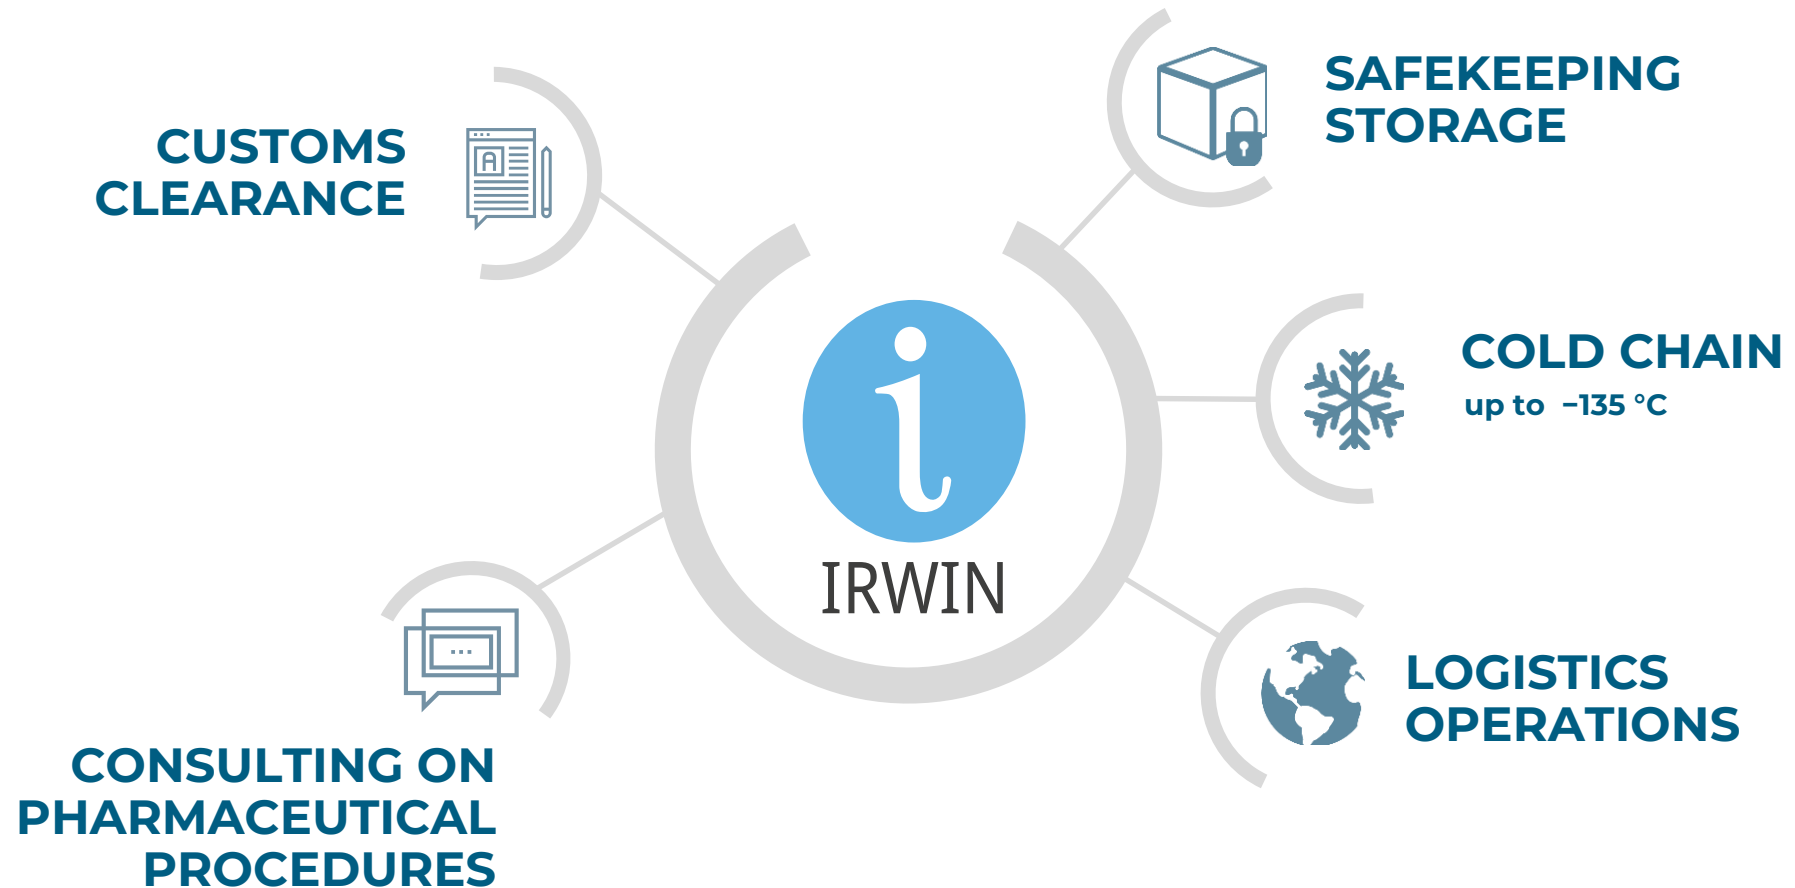 CUSTOMS
CLEARANCE
SAFEKEEPING
STORAGE
COLD CHAIN
up to −135 °C
IRWIN
LOGISTICS
OPERATIONS
CONSULTING ON
PHARMACEUTICAL
PROCEDURES